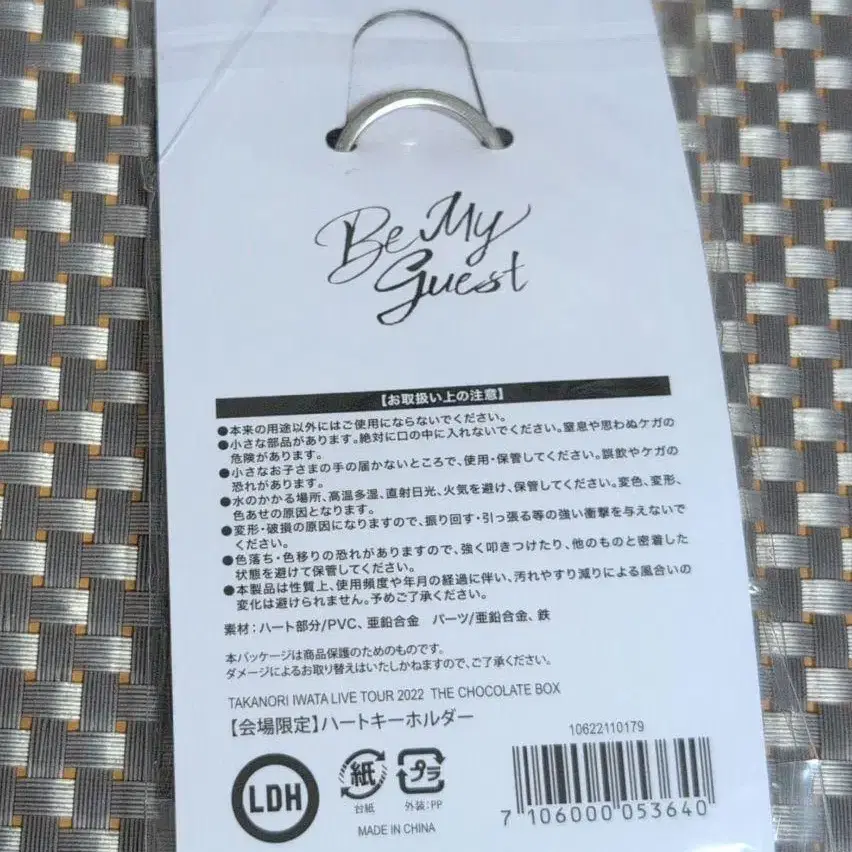 Be My
guest
【お取扱い上の注意】
●本来の用途以外にはご使用にならないでください。
●小さな部品があります。絶対に口の中に入れないでください。窒息や思わぬケガの
危険があります。
●小さなお子さまの手の届かないところで、使用・保管してください。誤飲やケガの
恐れがあります。
●水のかかる場所、高温多湿、直射日光、火気を避け、保管してください。変色、変形、
色あせの原因となります。
●変形・破損の原因になりますので、振り回す・引っ張る等の強い衝撃を与えないで
ください。
●色落ち・色移りの恐れがありますので、強く叩きつけたり、他のものと密着した
状態を避けて保管してください。
●本製品は性質上、使用頻度や年月の経過に伴い、汚れやすり減りによる風合いの
変化は避けられません。予めご了承ください。
素材：ハート部分/PVC、亜鉛合金　パーツ/亜鉛合金、鉄
本パッケージは商品保護のためのものです。
ダメージによるお取り替えはいたしかねますので、ご了承ください。
TAKANORI IWATA LIVE TOUR 2022 THE CHOCOLATE BOX
【会場限定】ハートキーホルダー
10622110179
LDH
紙
プラ
台紙
外装:PP
MADE IN CHINA
7 106000 053640